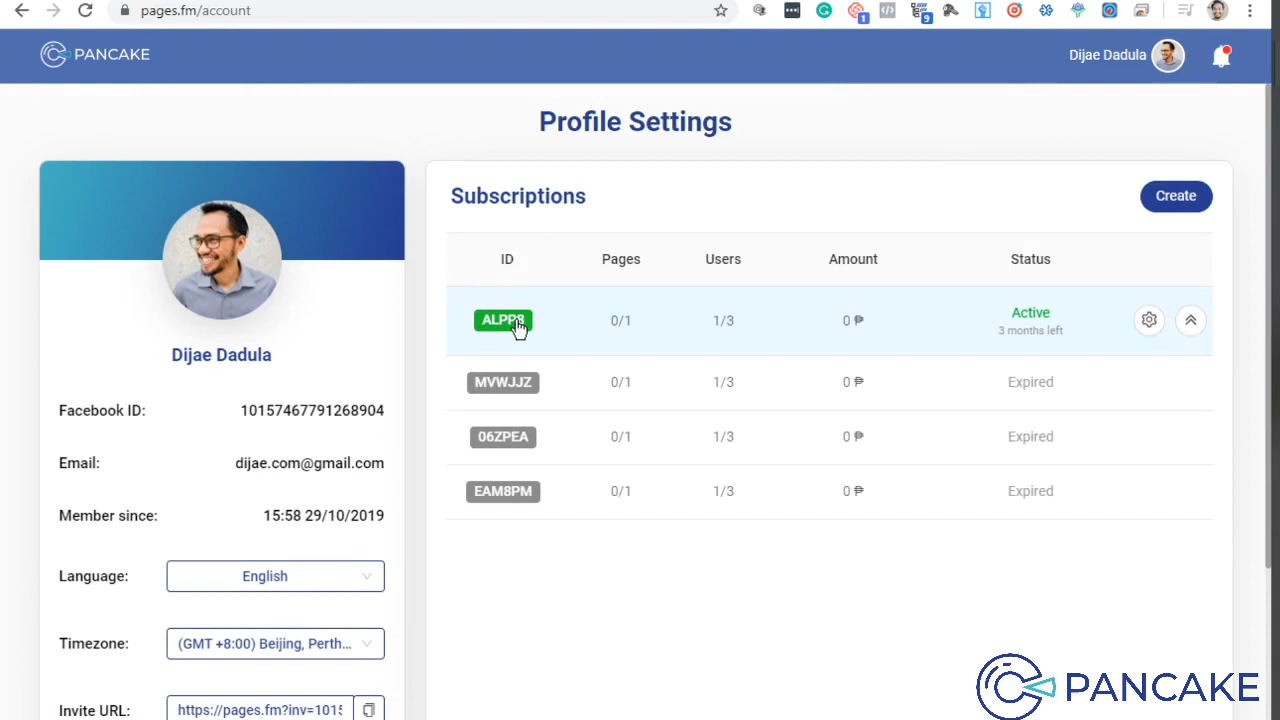 pages.fm/account
1
9
PANCAKE
Dijae Dadula
Profile Settings
Dijae Dadula
Facebook ID: 10157467791268904
Email: dijae.com@gmail.com
Member since: 15:58 29/10/2019
Language: English
Timezone: (GMT +8:00) Beijing, Perth...
Invite URL: https://pages.fm?inv=1015
Subscriptions
Create
ID Pages Users Amount Status
0/1 1/3 0 ₱ Active
3 months left
MVWJJZ 0/1 1/3 0 ₱ Expired
06ZPEA 0/1 1/3 0 ₱ Expired
EAM8PM 0/1 1/3 0 ₱ Expired
PANCAKE